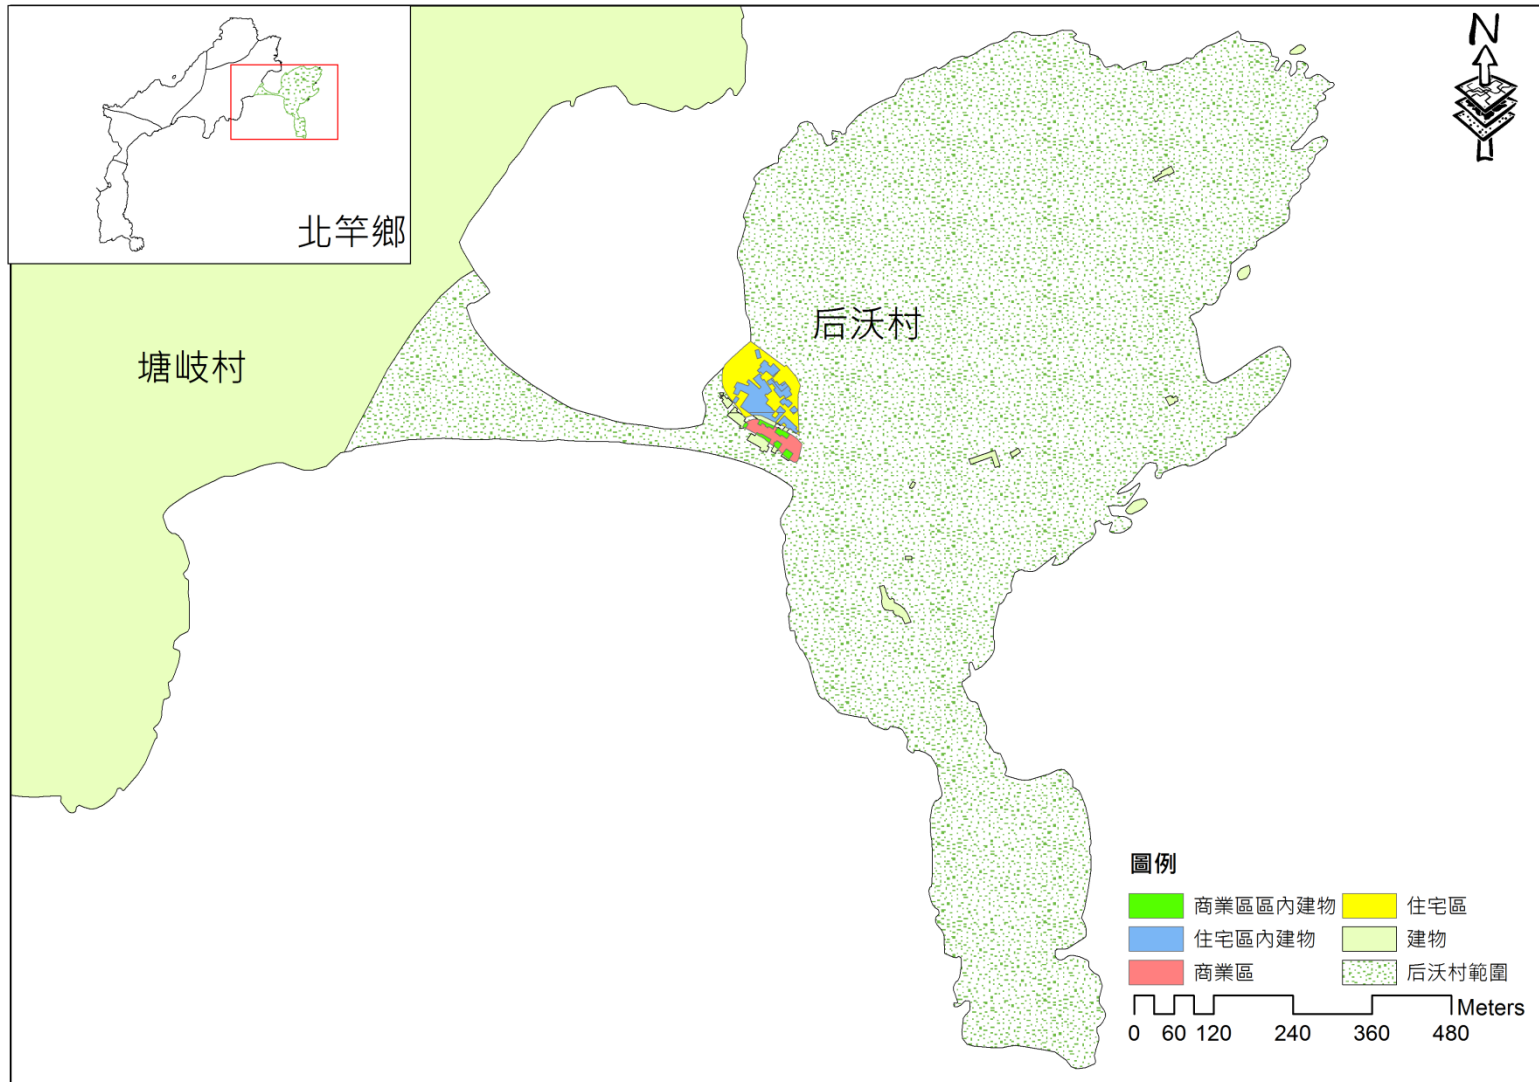 北竿鄉
N
后沃村
塘岐村
圖例
商業區區內建物
住宅區
住宅區內建物
建物
商業區
后沃村範圍
Meters
0 60 120 240 360 480